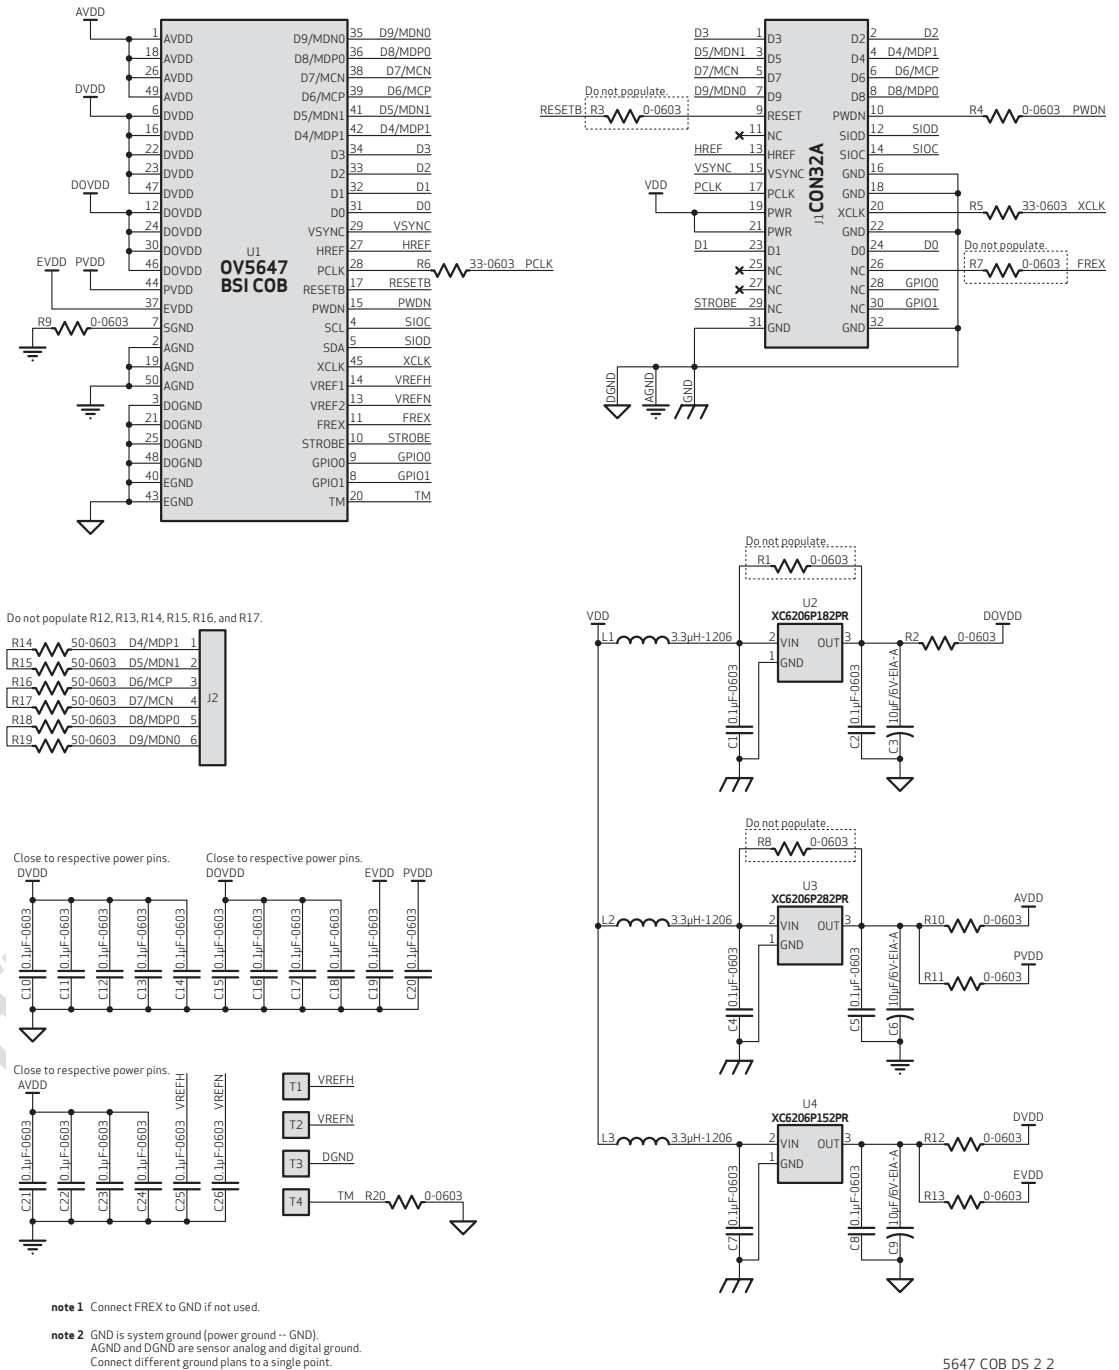 AVDD
1 AVDD
18 AVDD
26 AVDD
49 AVDD
DVDD
6 DVDD
16 DVDD
22 DVDD
23 DVDD
47 DVDD
DOVDD
12 DOVDD
24 DOVDD
30 DOVDD
46 DOVDD
EVDD PVDD
44 PVDD
37 EVDD
R9 0-0603 7 SGND
2 AGND
19 AGND
50 AGND
3 DOGND
21 DOGND
25 DOGND
48 DOGND
40 EGND
43 EGND
U1
OV5647
BSI COB
D9/MDN0 35 D9/MDN0
D8/MDP0 36 D8/MDP0
D7/MCN 38 D7/MCN
D6/MCP 39 D6/MCP
D5/MDN1 41 D5/MDN1
D4/MDP1 42 D4/MDP1
D3 34 D3
D2 33 D2
D1 32 D1
D0 31 D0
VSYNC 29 VSYNC
HREF 27 HREF
PCLK 28 R6 33-0603 PCLK
RESETB 17 RESETB
PWDN 15 PWDN
SCL 4 SIOC
SDA 5 SIOD
XCLK 45 XCLK
VREF1 14 VREFH
VREF2 13 VREFN
FREX 11 FREX
STROBE 10 STROBE
GPIO0 9 GPIO0
GPIO1 8 GPIO1
TM 20 TM
D3 1 D3
D5/MDN1 3 D5
D7/MCN 5 D7
Do not populate.
D9/MDN0 7 D9
RESETB R3 0-0603 9 RESET
11 NC
HREF 13 HREF
VSYNC 15 VSYNC
PCLK 17 PCLK
VDD
19 PWR
21 PWR
D1 23 D1
25 NC
27 NC
STROBE 29 NC
31 GND
J1
CON32A
D2 2 D2
D4 4 D4/MDP1
D6 6 D6/MCP
D8 8 D8/MDP0
PWDN 10 R4 0-0603 PWDN
SIOD 12 SIOD
SIOC 14 SIOC
GND 16
GND 18
XCLK 20 R5 33-0603 XCLK
GND 22
D0 24 D0
Do not populate.
NC 26 R7 0-0603 FREX
NC 28 GPIO0
NC 30 GPIO1
GND 32
DGND
AGND
GND
Do not populate R12, R13, R14, R15, R16, and R17.
R14 50-0603 D4/MDP1 1
R15 50-0603 D5/MDN1 2
R16 50-0603 D6/MCP 3
R17 50-0603 D7/MCN 4
R18 50-0603 D8/MDP0 5
R19 50-0603 D9/MDN0 6
J2
Do not populate.
R1 0-0603
U2
XC6206P182PR
VDD
L1 3.3µH-1206 2 VIN OUT 3 R2 0-0603 DOVDD
1 GND
C1 0.1µF-0603
C2 0.1µF-0603
C3 10µF/6V-EIA-A
Do not populate.
R8 0-0603
U3
XC6206P282PR
L2 3.3µH-1206 2 VIN OUT 3 R10 0-0603 AVDD
1 GND
R11 0-0603 PVDD
C4 0.1µF-0603
C5 0.1µF-0603
C6 10µF/6V-EIA-A
U4
XC6206P152PR
L3 3.3µH-1206 2 VIN OUT 3 R12 0-0603 DVDD
1 GND
R13 0-0603 EVDD
C7 0.1µF-0603
C8 0.1µF-0603
C9 10µF/6V-EIA-A
Close to respective power pins.
DVDD
C10 0.1µF-0603
C11 0.1µF-0603
C12 0.1µF-0603
C13 0.1µF-0603
C14 0.1µF-0603
Close to respective power pins.
DOVDD
C15 0.1µF-0603
C16 0.1µF-0603
C17 0.1µF-0603
C18 0.1µF-0603
EVDD
C19 0.1µF-0603
PVDD
C20 0.1µF-0603
Close to respective power pins.
AVDD
C21 0.1µF-0603
C22 0.1µF-0603
C23 0.1µF-0603
C24 0.1µF-0603
C25 0.1µF-0603 VREFH
C26 0.1µF-0603 VREFN
T1 VREFH
T2 VREFN
T3 DGND
T4 TM R20 0-0603
note 1 Connect FREX to GND if not used.
note 2 GND is system ground (power ground -- GND).
AGND and DGND are sensor analog and digital ground.
Connect different ground plans to a single point.
5647 COB DS 2 2